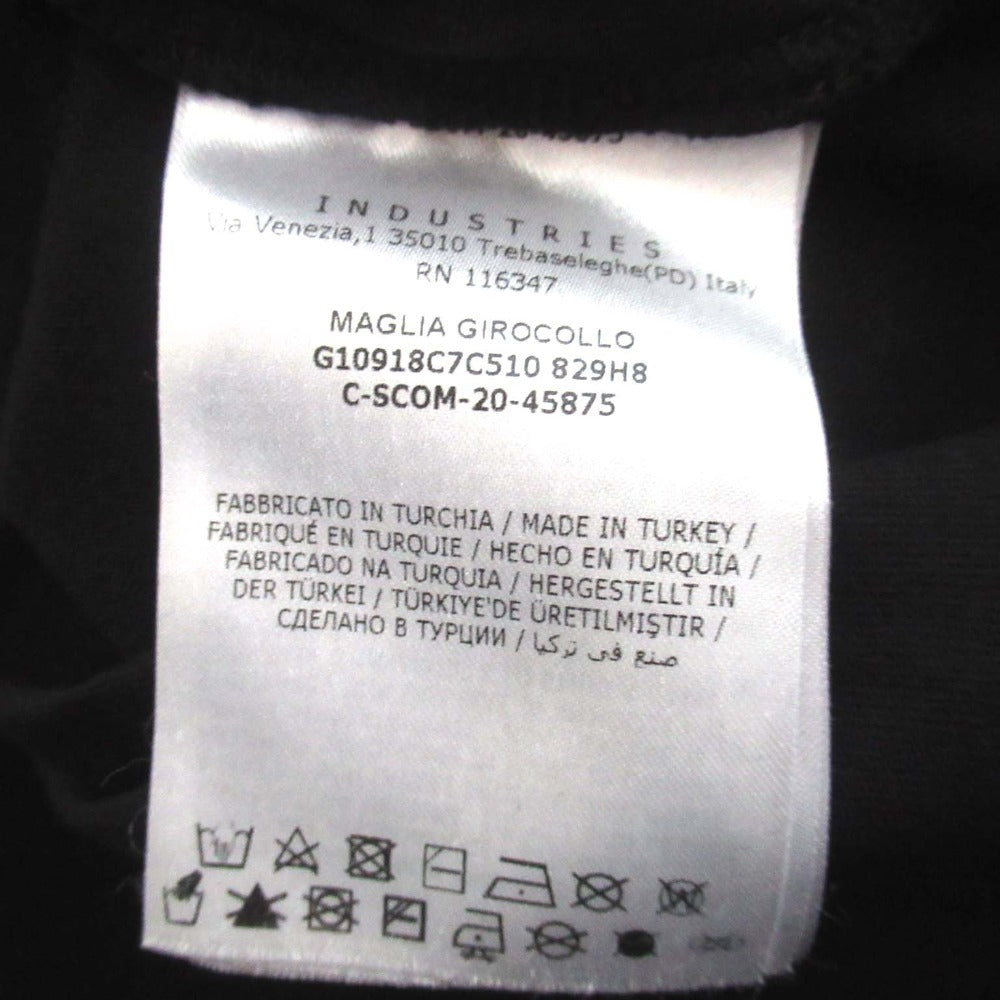 INDUSTRIES
Via Venezia,1 35010 Trebaseleghe(PD) Italy
RN 116347
MAGLIA GIROCOLLO
G10918C7C510 829H8
C-SCOM-20-45875
FABBRICATO IN TURCHIA / MADE IN TURKEY /
FABRIQUÉ EN TURQUIE / HECHO EN TURQUÍA /
FABRICADO NA TURQUIA / HERGESTELLT IN
DER TÜRKEI / TÜRKIYE'DE ÜRETILMIŞTIR /
СДЕЛАНО В ТУРЦИИ / صنع في تركيا